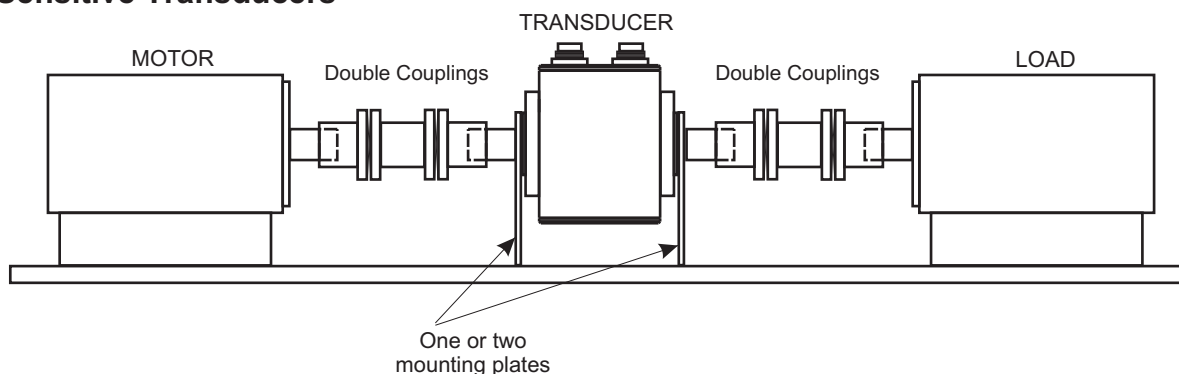 Sensitive Transducers
TRANSDUCER
MOTOR
Double Couplings
Double Couplings
LOAD
One or two
mounting plates